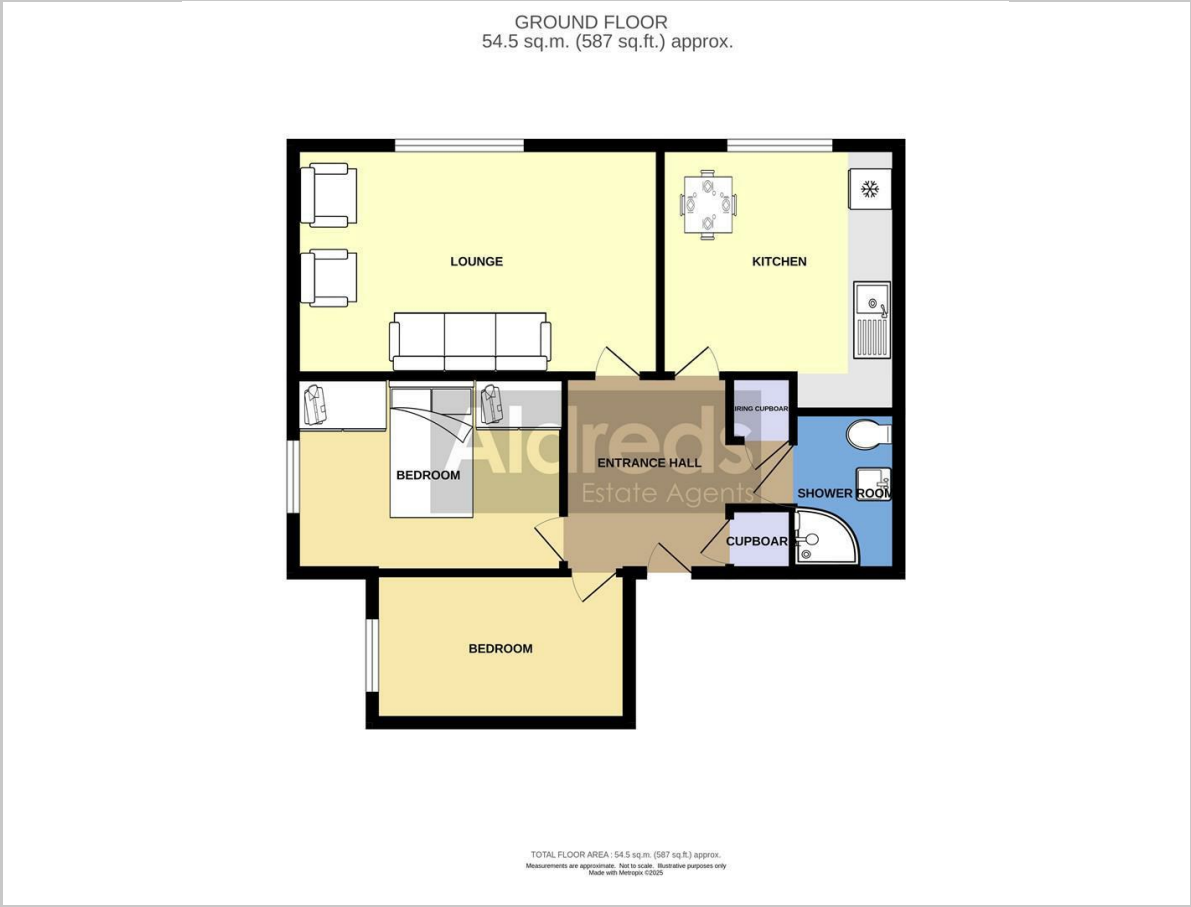 GROUND FLOOR
54.5 sq.m. (587 sq.ft.) approx.
LOUNGE
KITCHEN
IRING CUPBOAR
Aldreds
ENTRANCE HALL
BEDROOM
Estate Agents
SHOWER ROOM
CUPBOAR
BEDROOM
TOTAL FLOOR AREA : 54.5 sq.m. (587 sq.ft.) approx.
Measurements are approximate. Not to scale. Illustrative purposes only
Made with Metropix ©2025